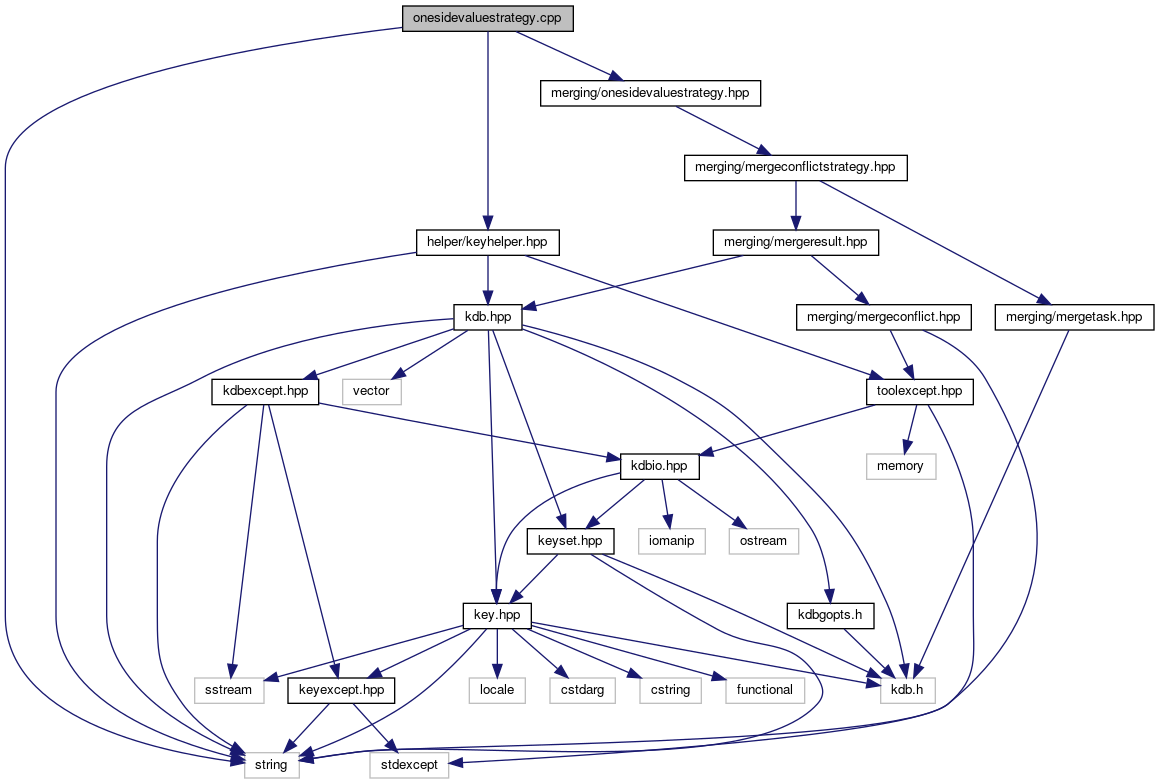 onesidevaluestrategy.cpp
merging/onesidevaluestrategy.hpp
merging/mergeconflictstrategy.hpp
helper/keyhelper.hpp
merging/mergeresult.hpp
kdb.hpp
merging/mergeconflict.hpp
merging/mergetask.hpp
kdbexcept.hpp
vector
toolexcept.hpp
kdbio.hpp
memory
keyset.hpp
iomanip
ostream
key.hpp
kdbgopts.h
sstream
keyexcept.hpp
locale
cstdarg
cstring
functional
kdb.h
string
stdexcept